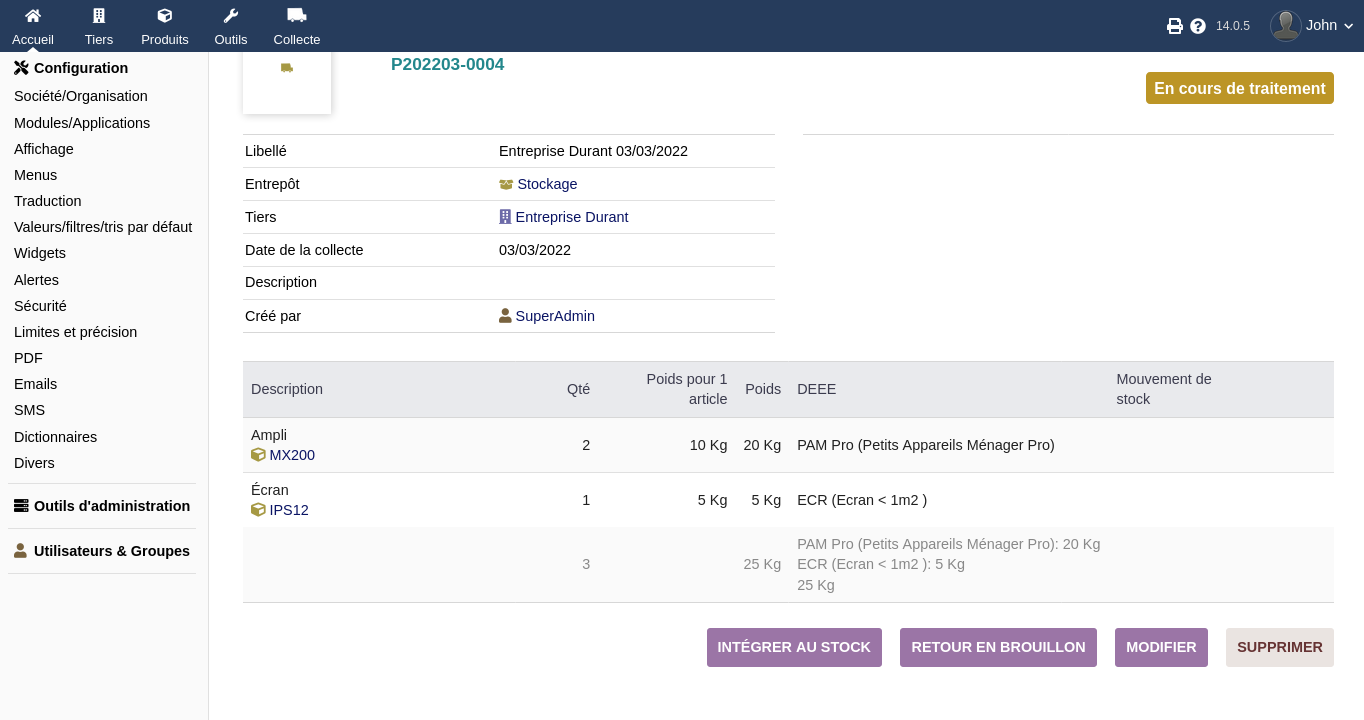 Accueil
Tiers
Produits
Outils
Collecte
14.0.5
John
Configuration
Société/Organisation
Modules/Applications
Affichage
Menus
Traduction
Valeurs/filtres/tris par défaut
Widgets
Alertes
Sécurité
Limites et précision
PDF
Emails
SMS
Dictionnaires
Divers
Outils d'administration
Utilisateurs & Groupes
P202203-0004
En cours de traitement
Libellé Entreprise Durant 03/03/2022
Entrepôt Stockage
Tiers Entreprise Durant
Date de la collecte 03/03/2022
Description
Créé par SuperAdmin
Description Qté Poids pour 1 article Poids DEEE Mouvement de stock
Ampli
MX200 2 10 Kg 20 Kg PAM Pro (Petits Appareils Ménager Pro)
Écran
IPS12 1 5 Kg 5 Kg ECR (Ecran < 1m2 )
3 25 Kg PAM Pro (Petits Appareils Ménager Pro): 20 Kg
ECR (Ecran < 1m2 ): 5 Kg
25 Kg
INTÉGRER AU STOCK RETOUR EN BROUILLON MODIFIER SUPPRIMER